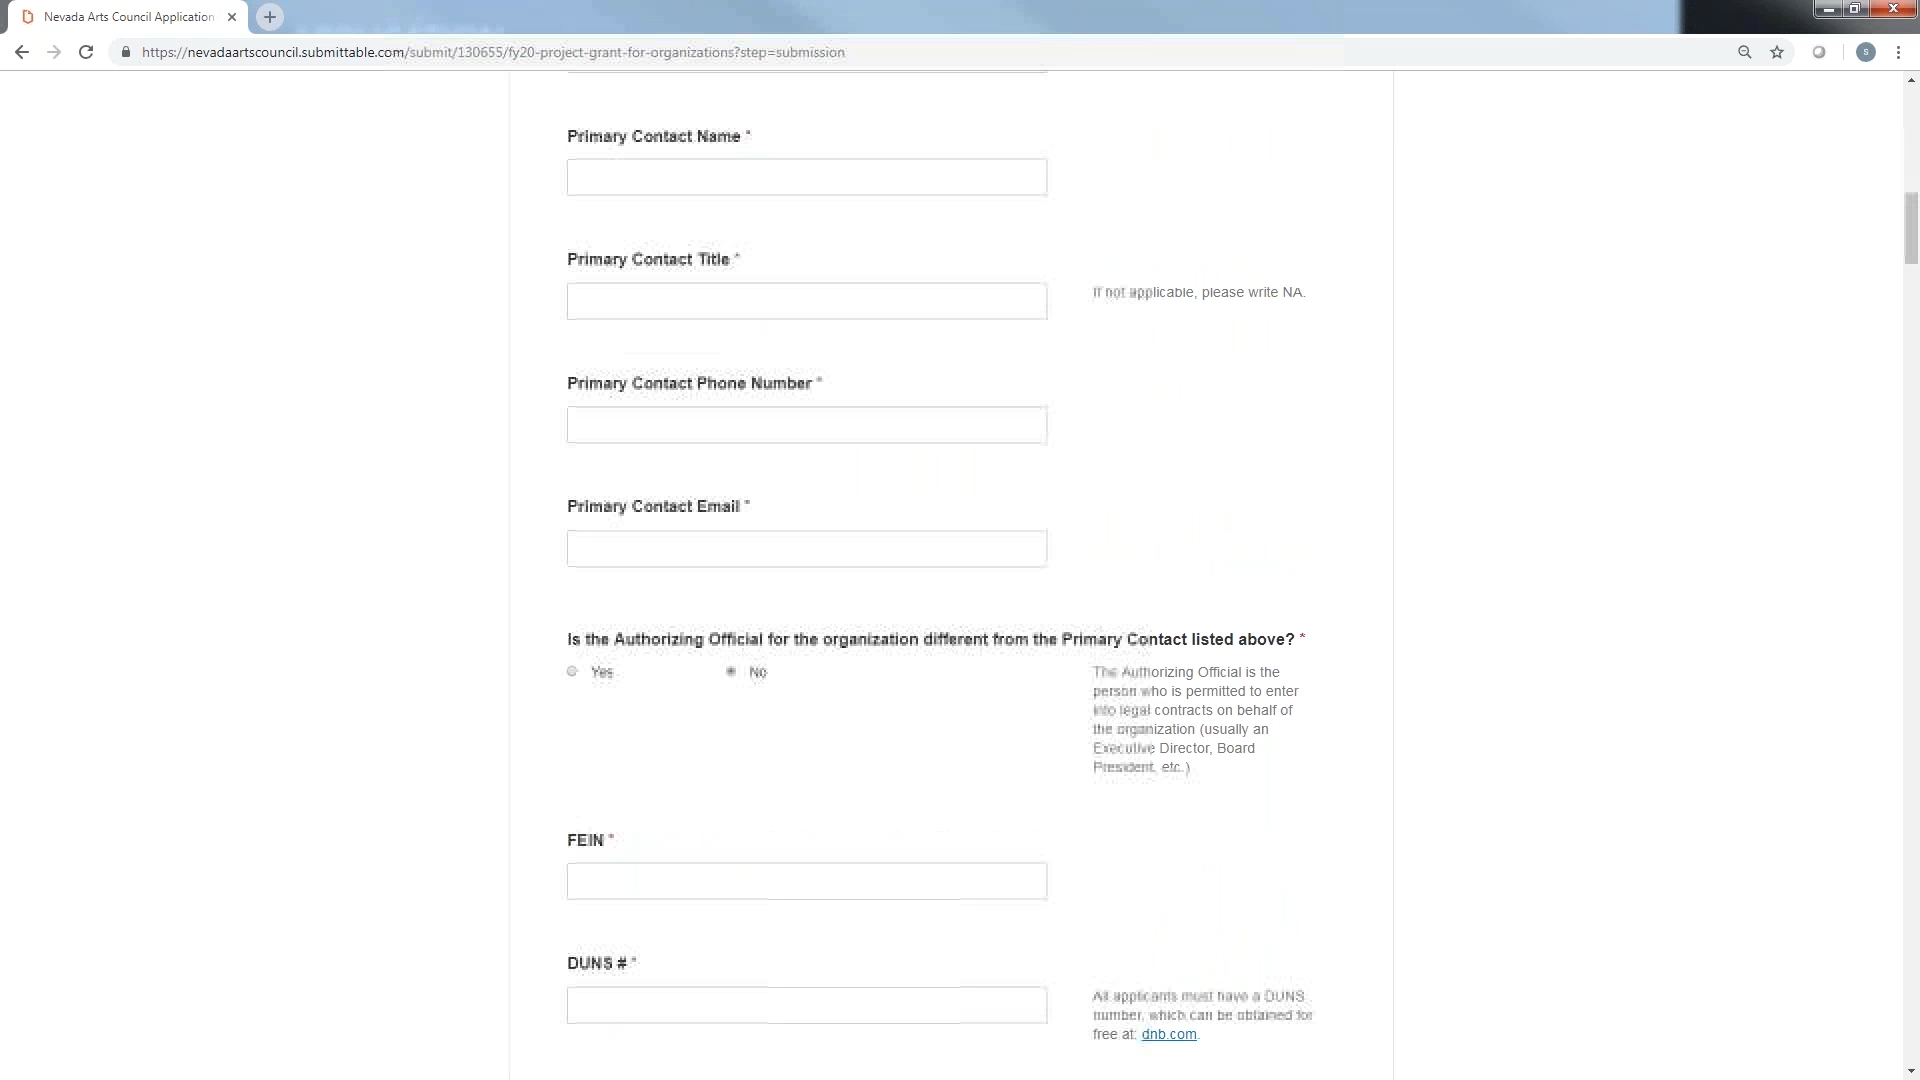 Nevada Arts Council Application
https://nevadaartscouncil.submittable.com/submit/130655/fy20-project-grant-for-organizations?step=submission
S
Primary Contact Name *
Primary Contact Title *
If not applicable, please write NA.
Primary Contact Phone Number *
Primary Contact Email *
Is the Authorizing Official for the organization different from the Primary Contact listed above? *
Yes No
The Authorizing Official is the
person who is permitted to enter
into legal contracts on behalf of
the organization (usually an
Executive Director, Board
President, etc.)
FEIN *
DUNS # *
All applicants must have a DUNS
number, which can be obtained for
free at: dnb.com.